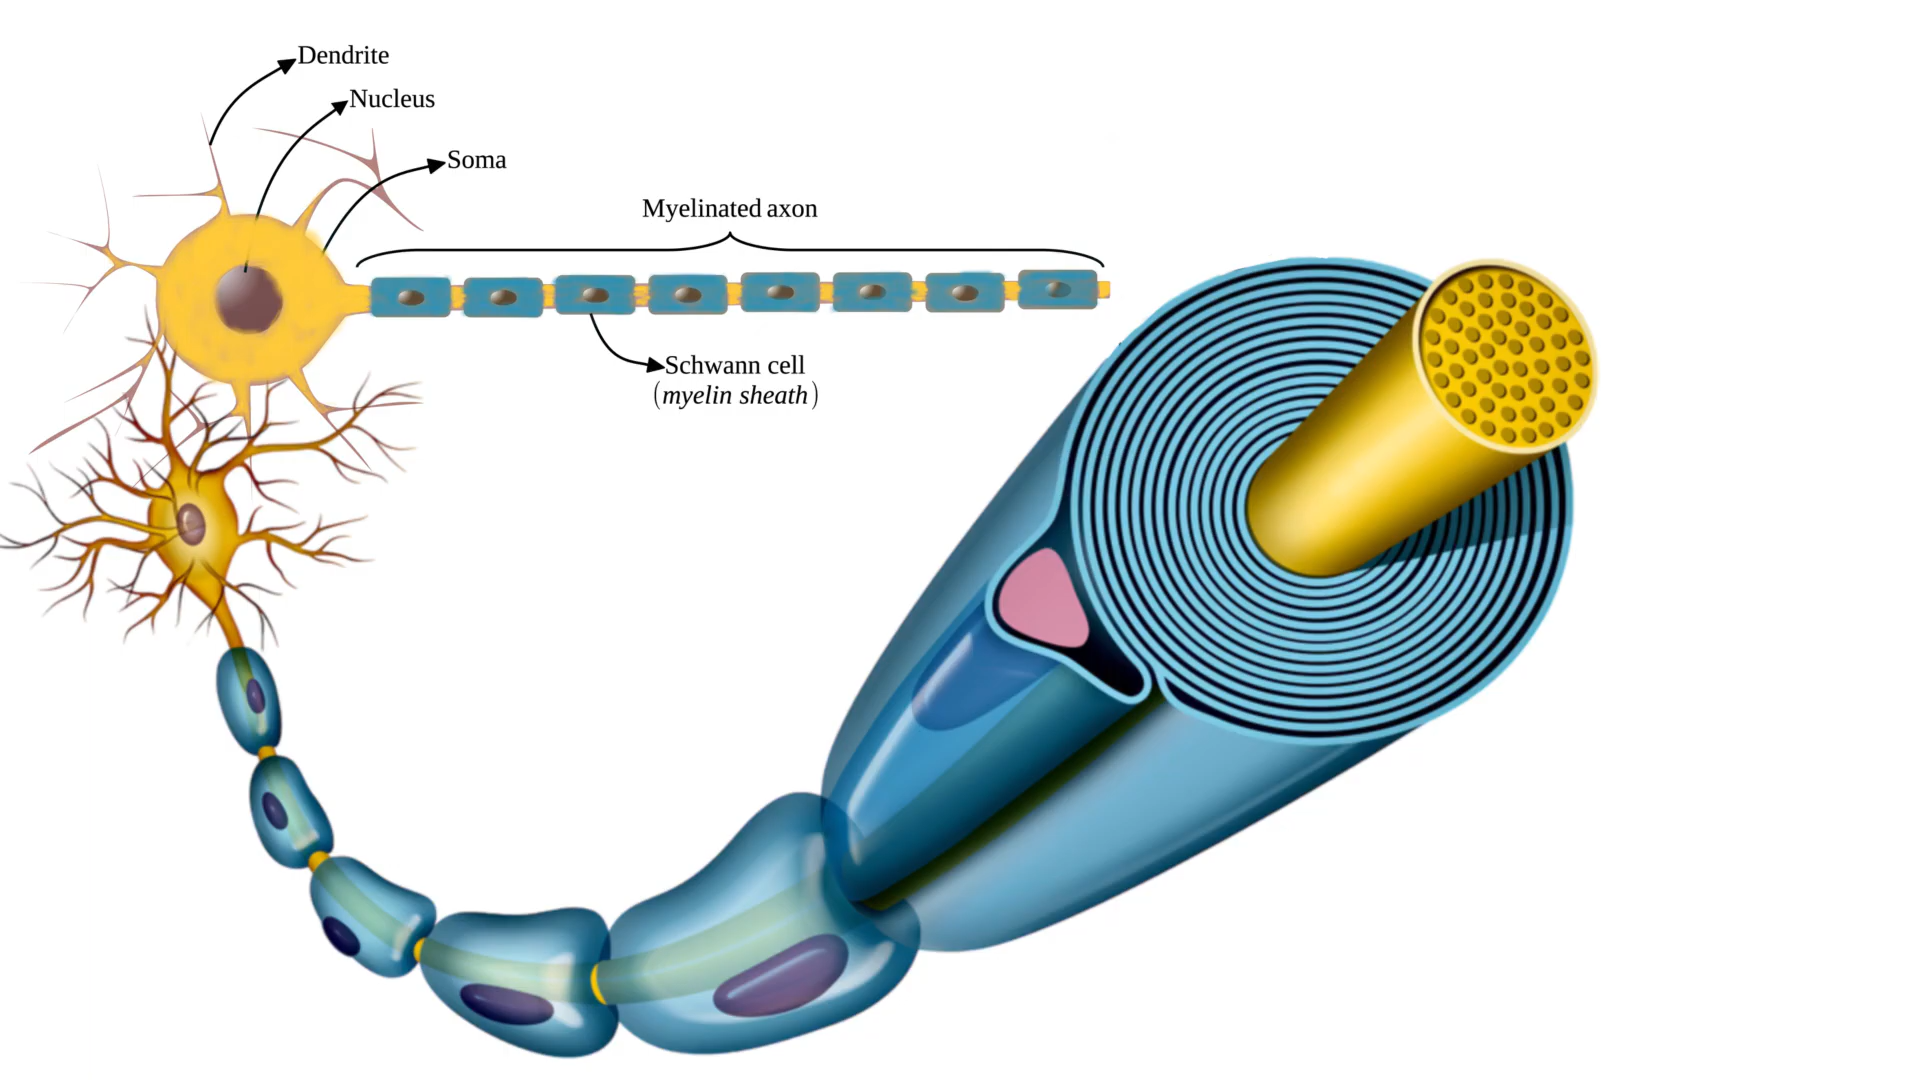 Dendrite
Nucleus
Soma
Myelinated axon
Schwann cell
(myelin sheath)